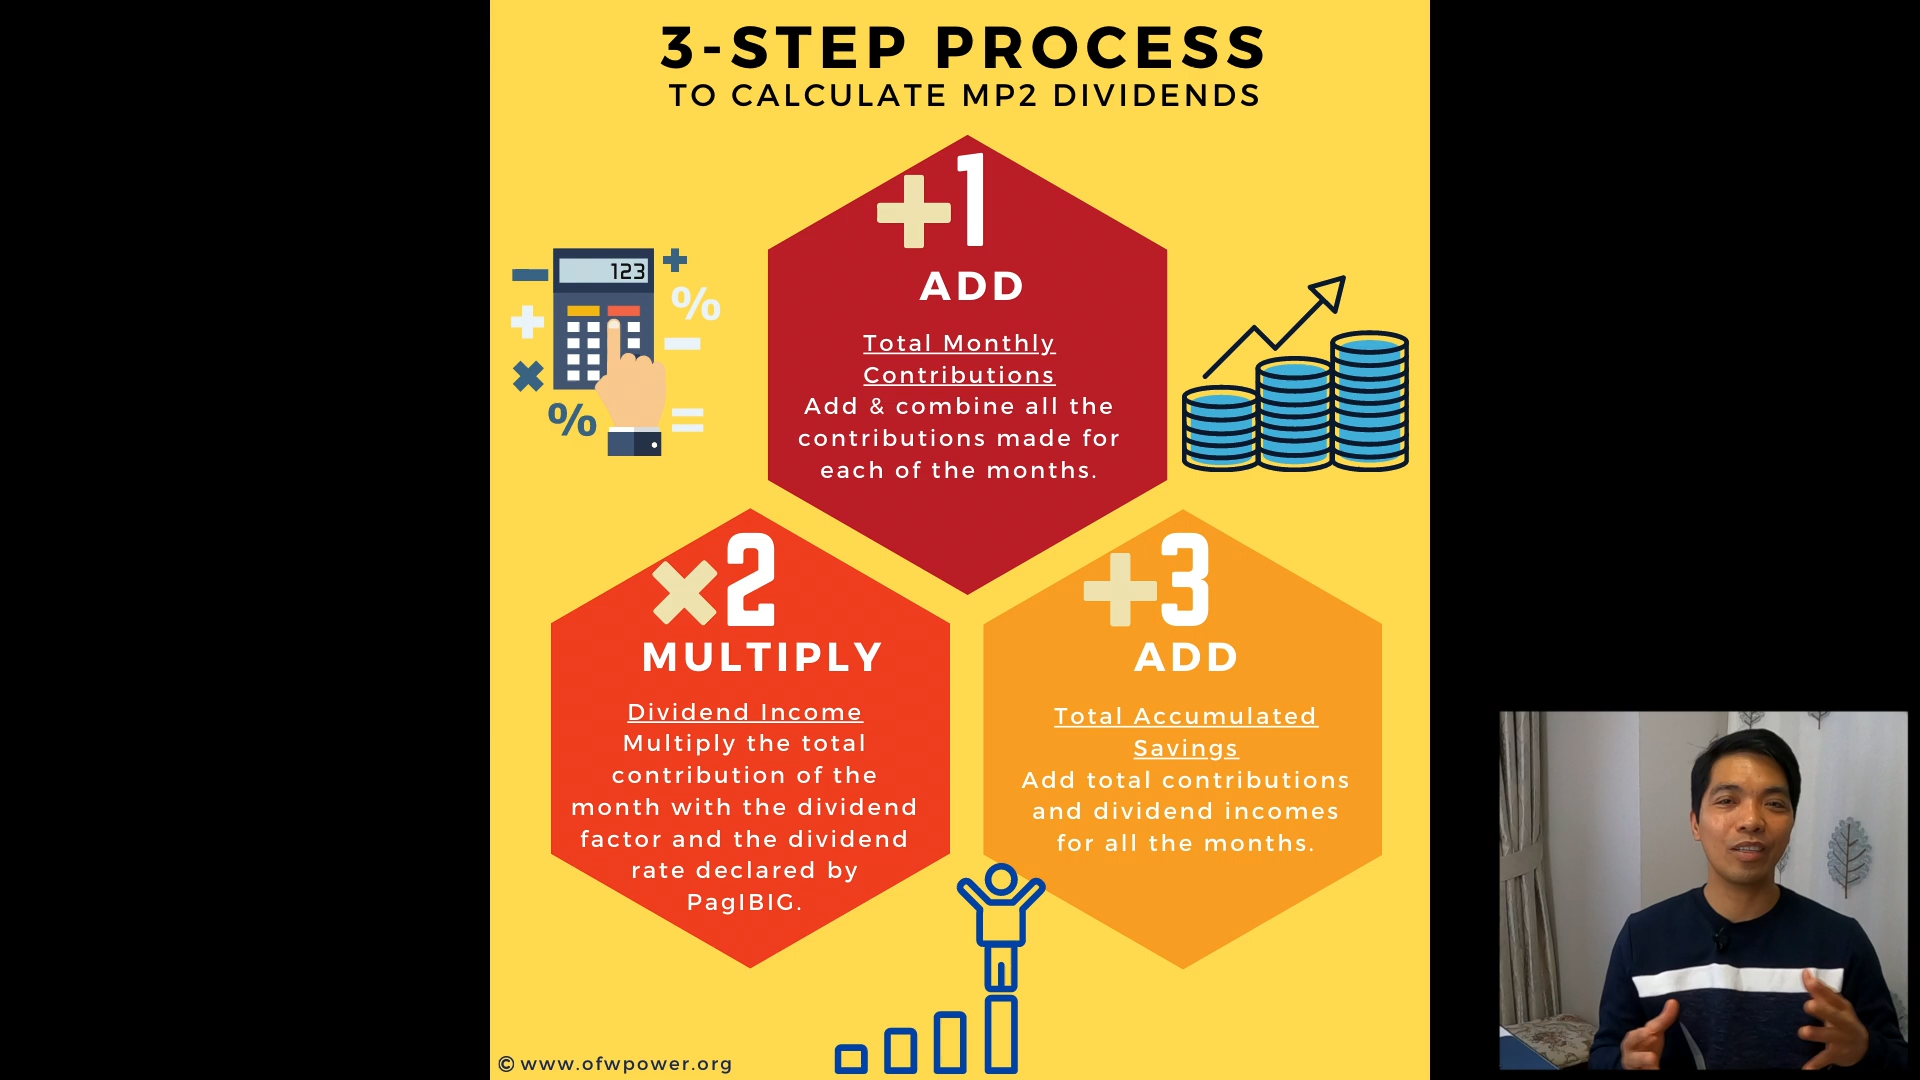 3-STEP PROCESS
TO CALCULATE MP2 DIVIDENDS
+1
ADD
Total Monthly
Contributions
Add & combine all the
contributions made for
each of the months.
123
- + % + - × % =
×2
MULTIPLY
Dividend Income
Multiply the total
contribution of the
month with the dividend
factor and the dividend
rate declared by
PagIBIG.
+3
ADD
Total Accumulated
Savings
Add total contributions
and dividend incomes
for all the months.
© www.ofwpower.org